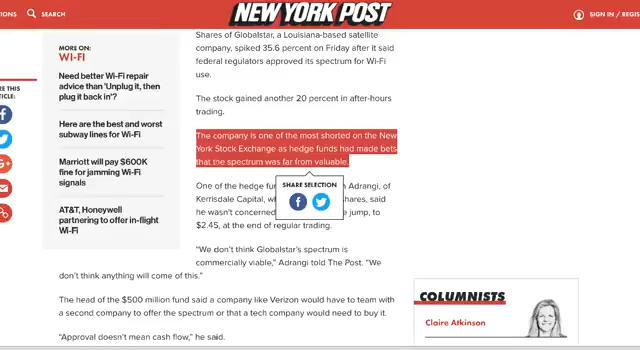 IONS
SEARCH
NEW YORK POST
SIGN IN / REGIS
RE THIS
TICLE:
MORE ON:
WI-FI
Need better Wi-Fi repair
advice than 'Unplug it, then
plug it back in'?
Here are the best and worst
subway lines for Wi-Fi
Marriott will pay $600K
fine for jamming Wi-Fi
signals
AT&T, Honeywell
partnering to offer in-flight
Wi-Fi
Shares of Globalstar, a Louisiana-based satellite
company, spiked 35.6 percent on Friday after it said
federal regulators approved its spectrum for Wi-Fi
use.
The stock gained another 20 percent in after-hours
trading.
The company is one of the most shorted on the New
York Stock Exchange as hedge funds had made bets
that the spectrum was far from valuable.
SHARE SELECTION
One of the hedge fu n Adrangi, of
Kerrisdale Capital, wh shares, said
he wasn't concerned e jump, to
$2.45, at the end of regular trading.
"We don't think Globalstar's spectrum is
commercially viable," Adrangi told The Post. "We
don't think anything will come of this."
The head of the $500 million fund said a company like Verizon would have to team with
a second company to offer the spectrum or that a tech company would need to buy it.
"Approval doesn't mean cash flow," he said.
COLUMNISTS
Claire Atkinson